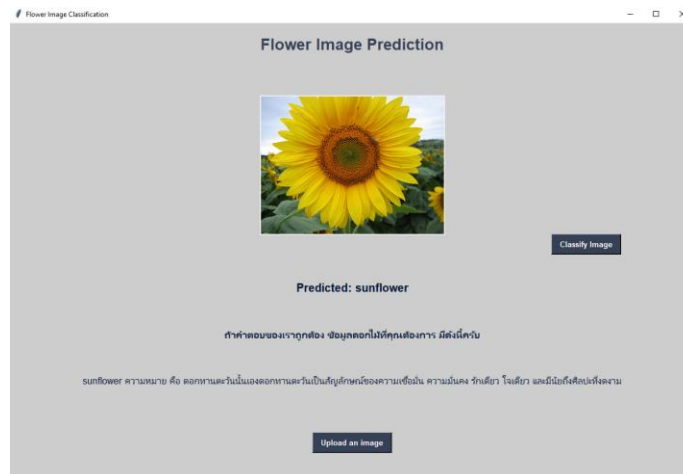 Flower Image Classification
Flower Image Prediction
Classify Image
Predicted: sunflower
ถ้าคำตอบของเราถูกต้อง ข้อมูลดอกไม้ที่คุณต้องการ มีดังนี้ครับ
sunflower ความหมาย คือ ดอกทานตะวันนั้นเองดอกทานตะวันเป็นสัญลักษณ์ของความเชื่อมั่น ความมั่นคง รักเดียว ใจเดียว และมีนัยถึงศิลปะที่งดงาม
Upload an image